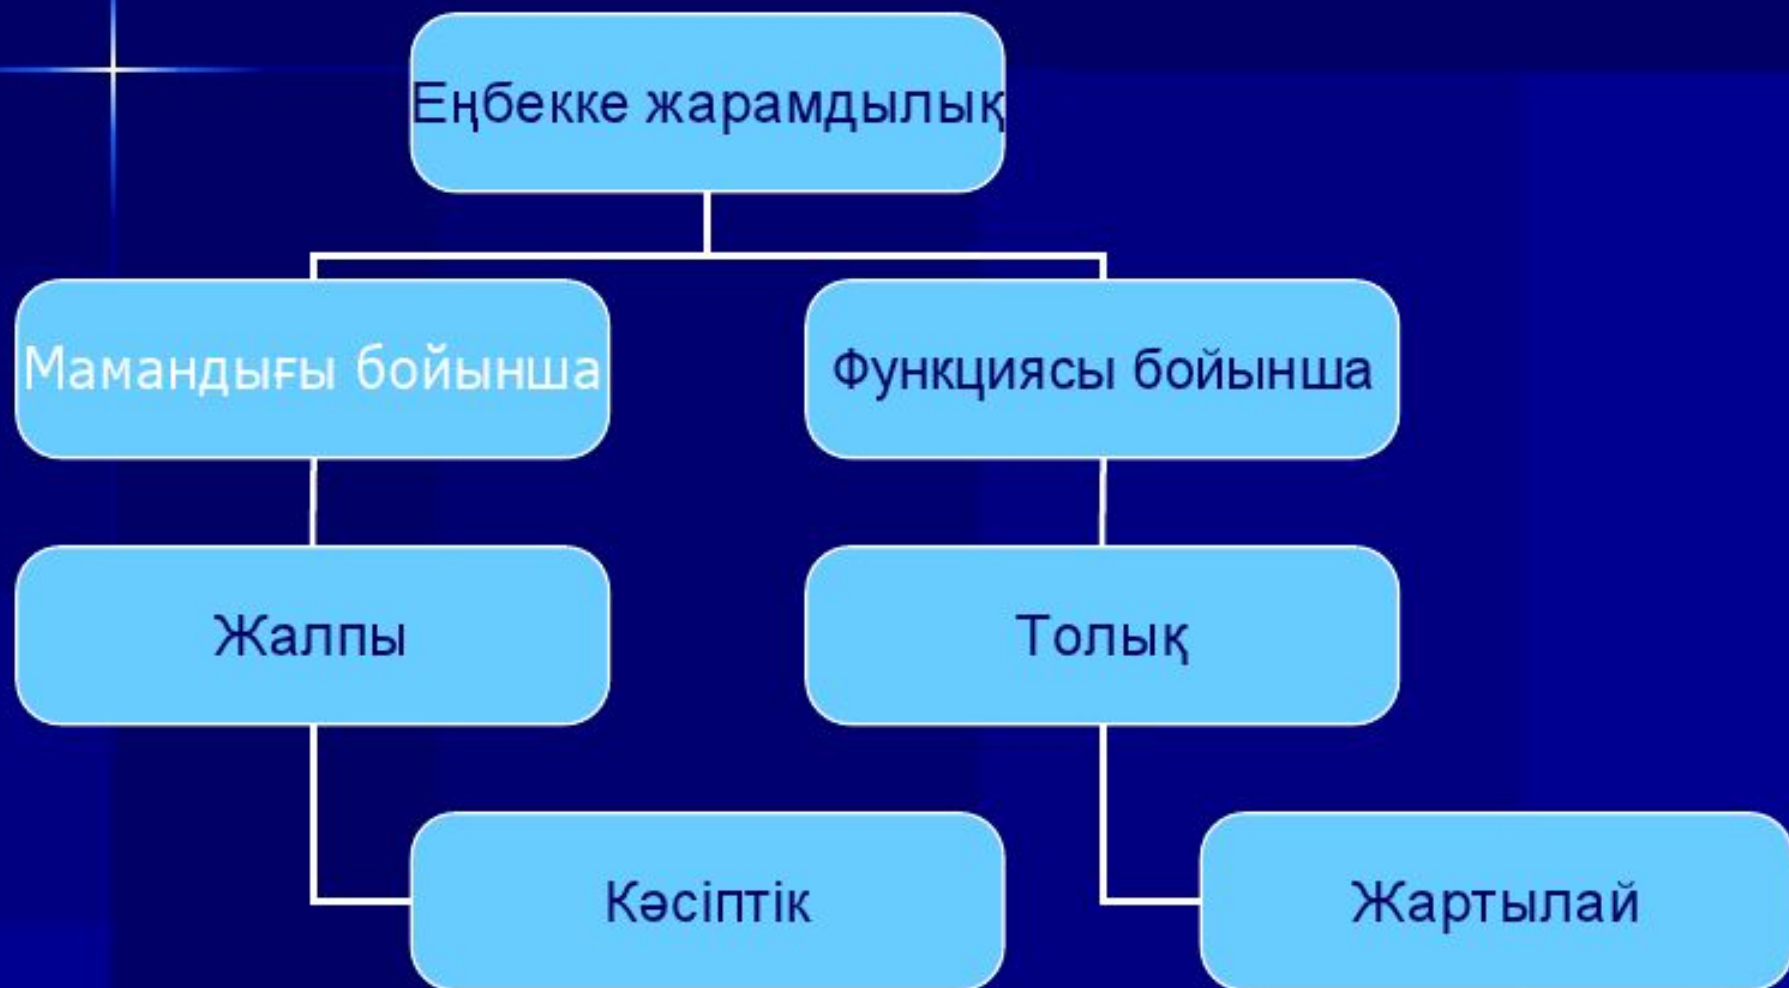 Еңбекке жарамдылық
Мамандығы бойынша
Функциясы бойынша
Жалпы
Толық
Кәсіптік
Жартылай